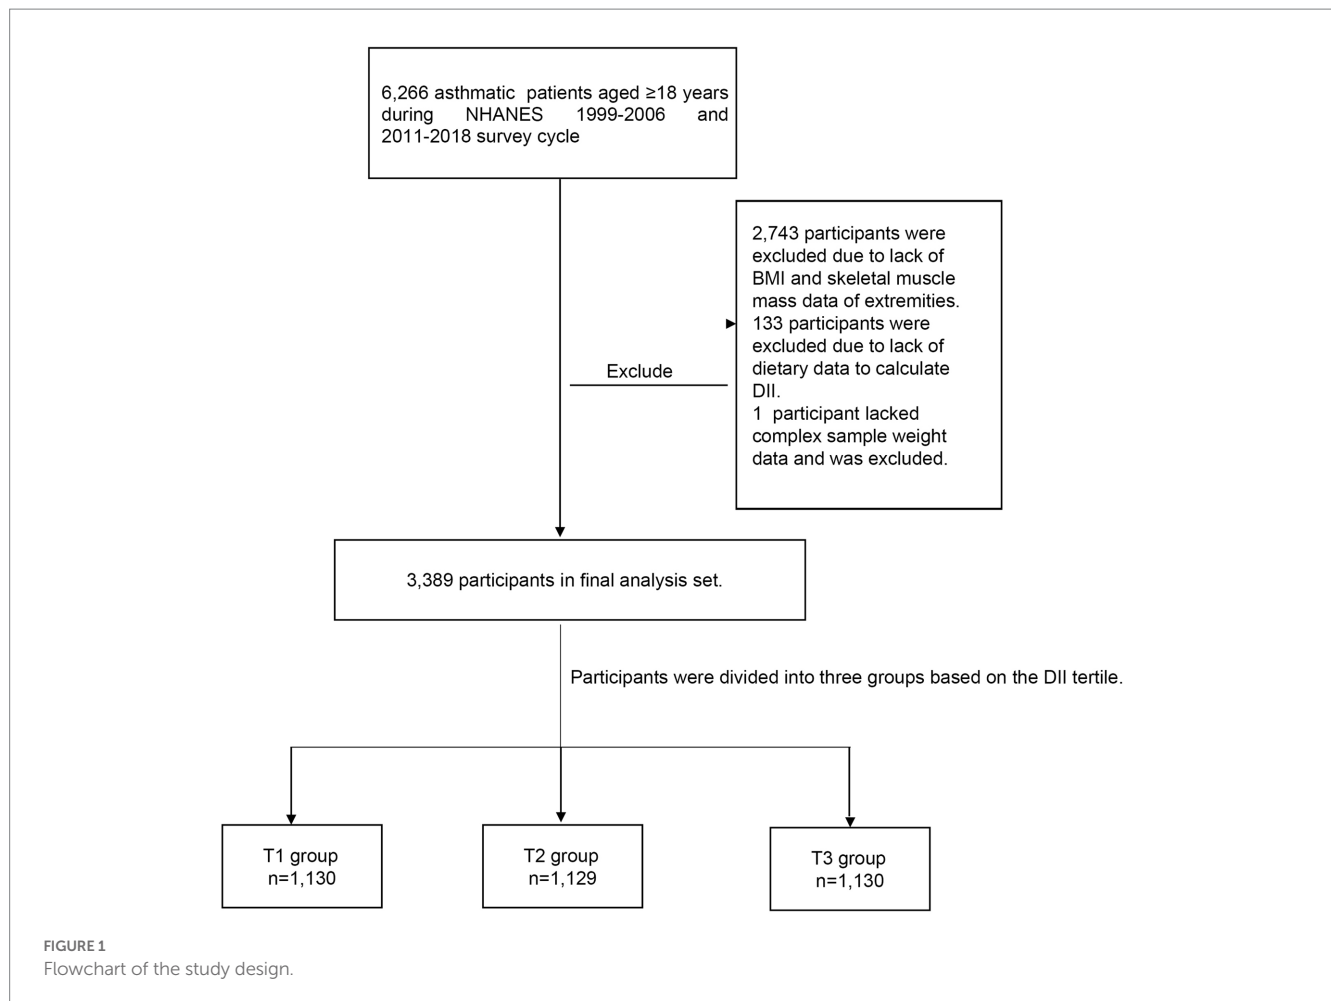 6,266 asthmatic patients aged ≥18 years
during NHANES 1999-2006 and
2011-2018 survey cycle
2,743 participants were
excluded due to lack of
BMI and skeletal muscle
mass data of extremities.
133 participants were
excluded due to lack of
dietary data to calculate
DII.
1 participant lacked
complex sample weight
data and was excluded.
Exclude
3,389 participants in final analysis set.
Participants were divided into three groups based on the DII tertile.
T1 group
n=1,130
T2 group
n=1,129
T3 group
n=1,130
FIGURE 1
Flowchart of the study design.